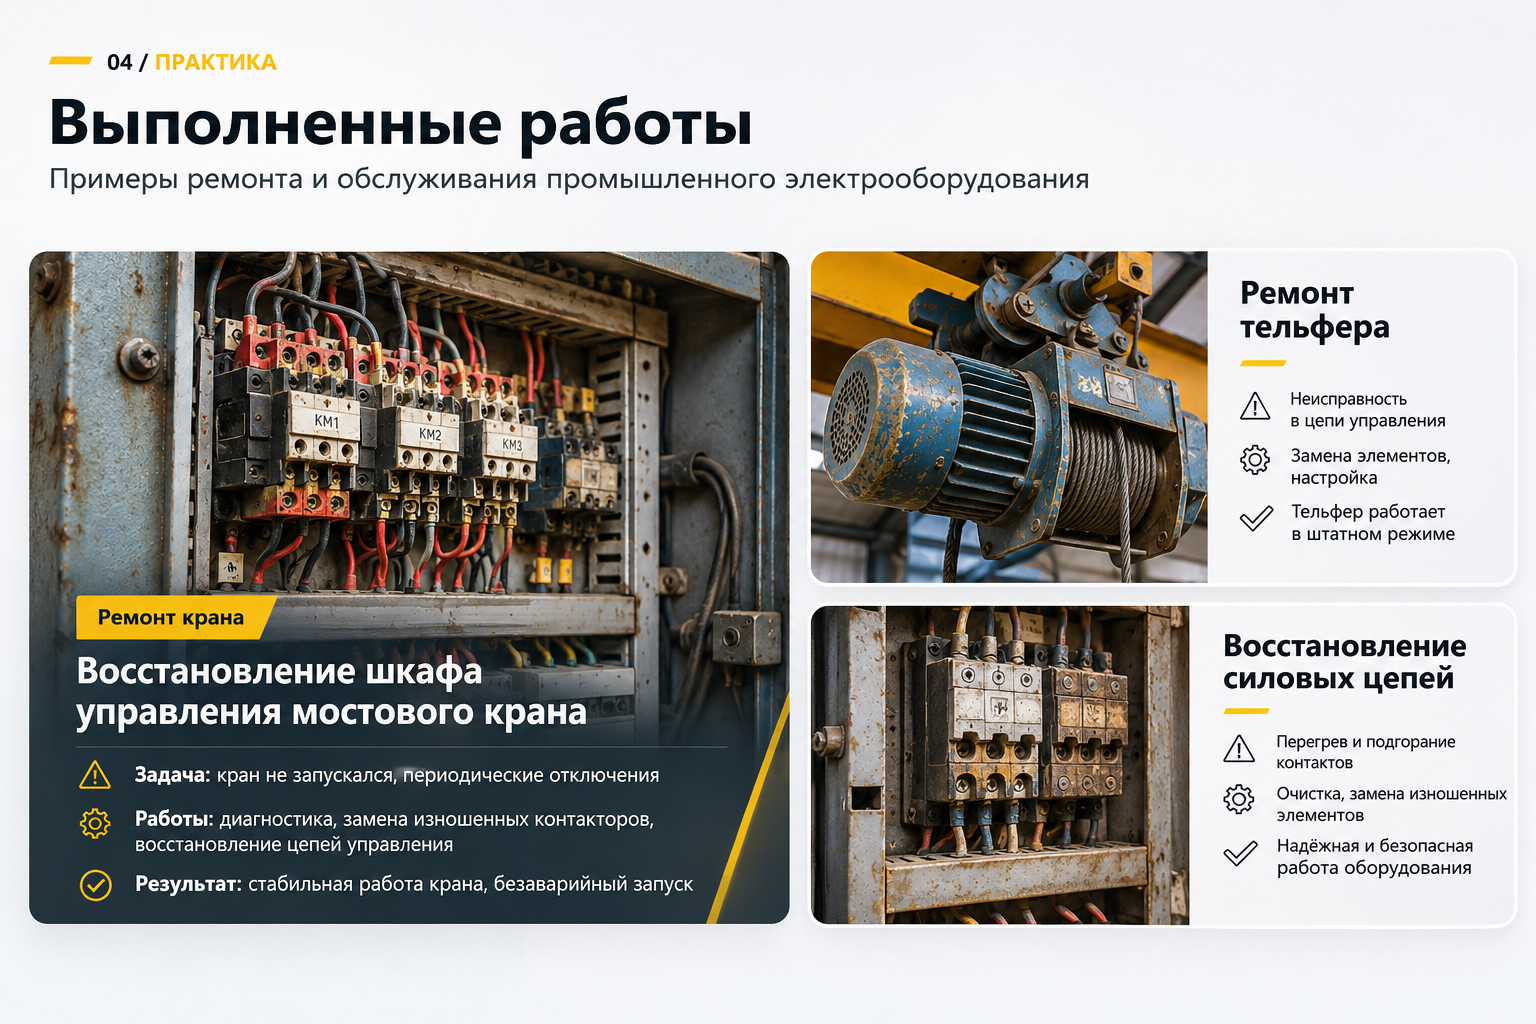 04 / ПРАКТИКА
Выполненные работы
Примеры ремонта и обслуживания промышленного электрооборудования
KM1
KM2
KM3
Ремонт крана
Восстановление шкафа
управления мостового крана
Задача: кран не запускался, периодические отключения
Работы: диагностика, замена изношенных контакторов,
восстановление цепей управления
Результат: стабильная работа крана, безаварийный запуск
Ремонт
тельфера
Неисправность
в цепи управления
Замена элементов,
настройка
Тельфер работает
в штатном режиме
Восстановление
силовых цепей
Перегрев и подгорание
контактов
Очистка, замена изношенных
элементов
Надёжная и безопасная
работа оборудования